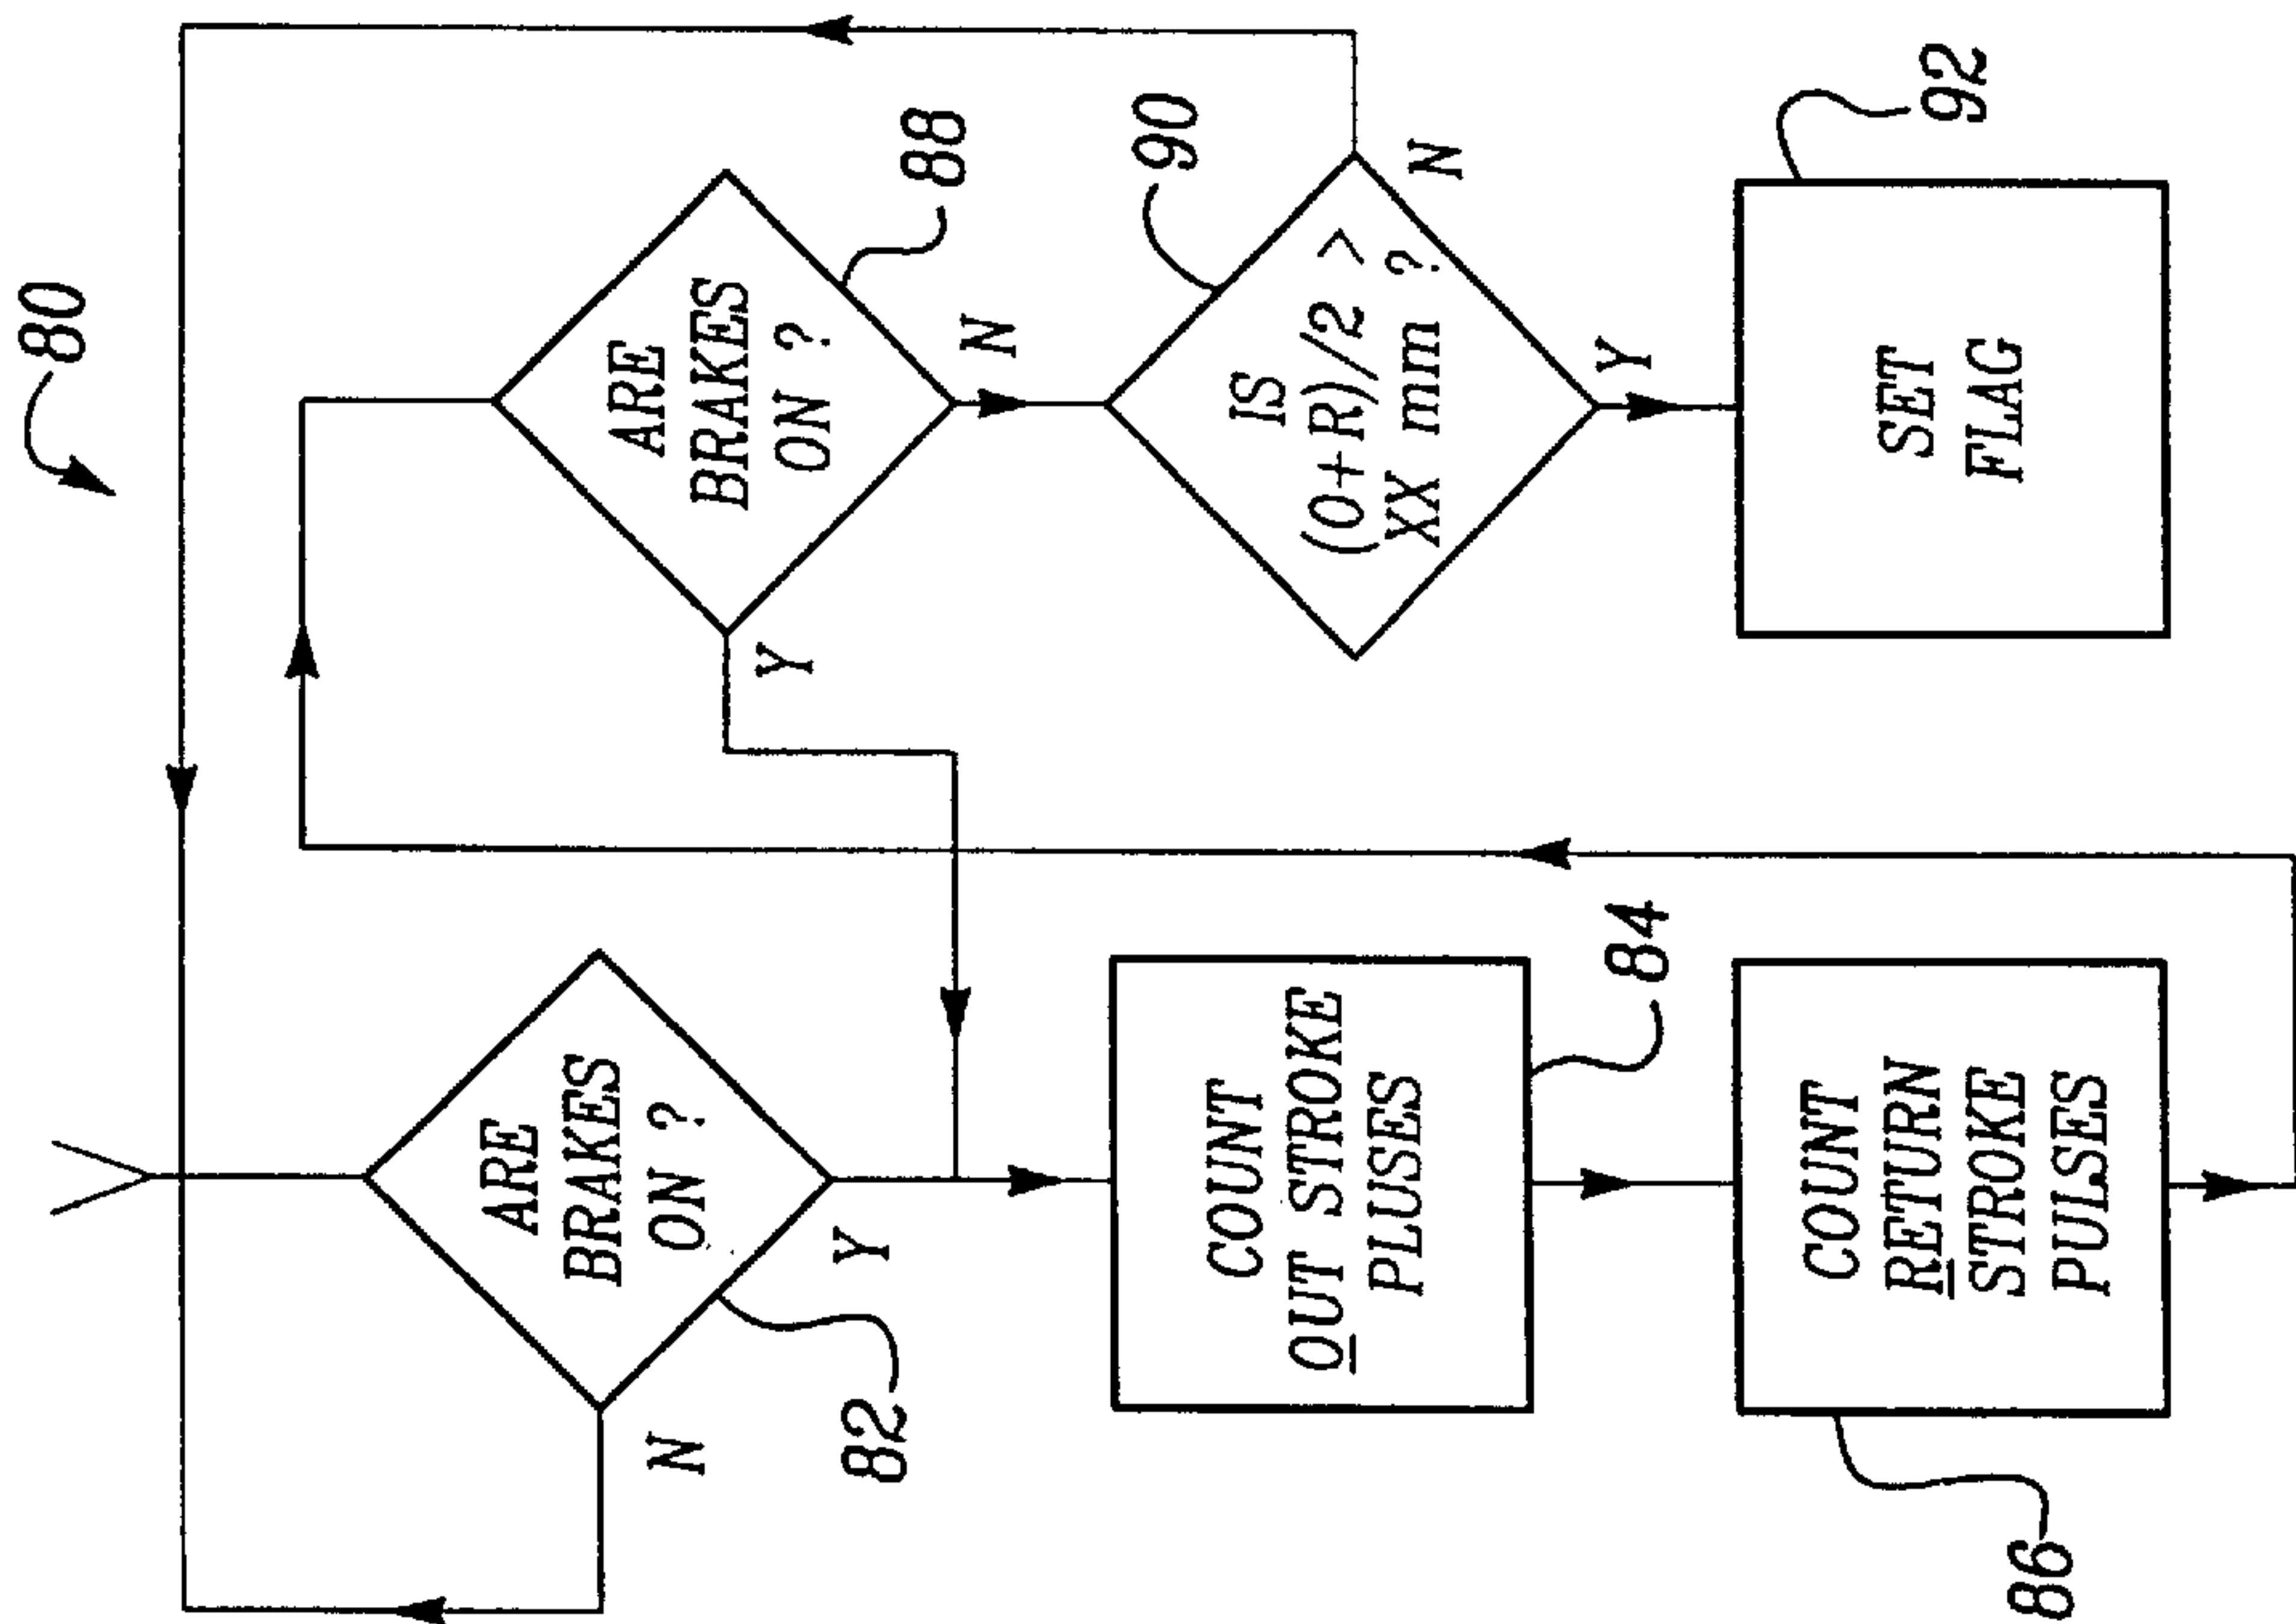 80
ARE
BRAKES
ON ?
N
Y
82
COUNT
OUT STROKE
PLUSES
84
COUNT
RETURN
STROKE
PULSES
86
ARE
BRAKES
ON ?
88
Y
N
IS
(O+R)/2 >
XX mm ?
90
N
Y
SET
FLAG
92